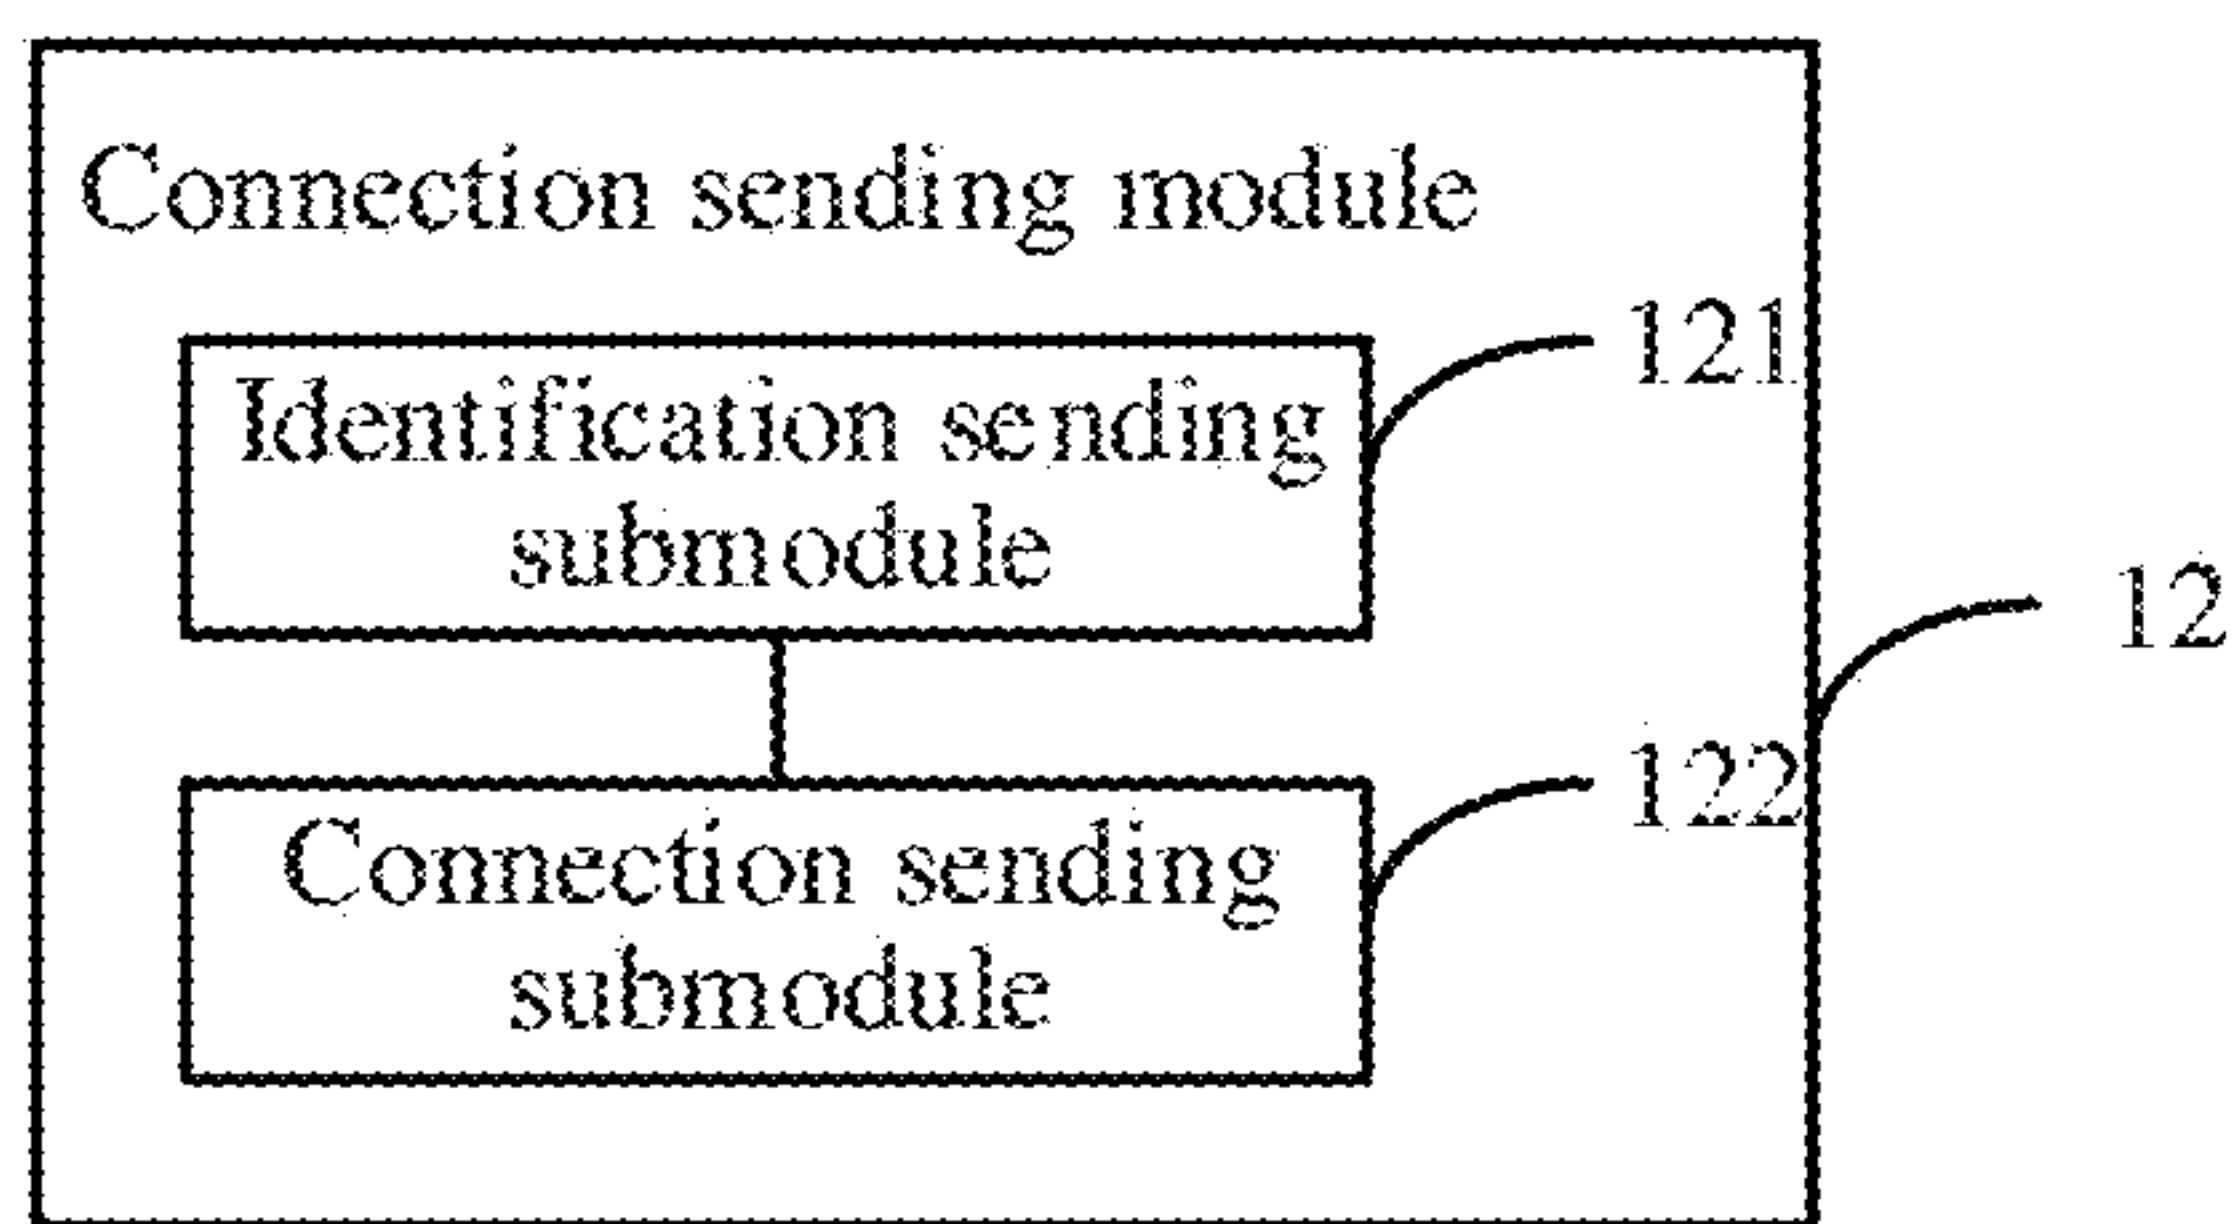 Connection sending module
121
Identification sending
submodule
12
122
Connection sending
submodule